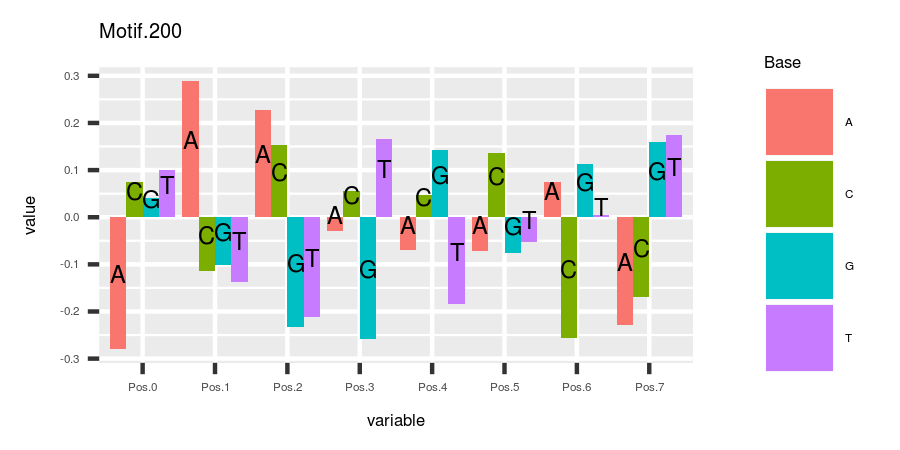 Motif.200
Base
0.3
0.2
0.1
0.0
-0.1
-0.2
-0.3
value
A C G T A C G T A C G T A C G T A C G T A C G T A C G T A C G T
A
C
G
T
Pos.0 Pos.1 Pos.2 Pos.3 Pos.4 Pos.5 Pos.6 Pos.7
variable